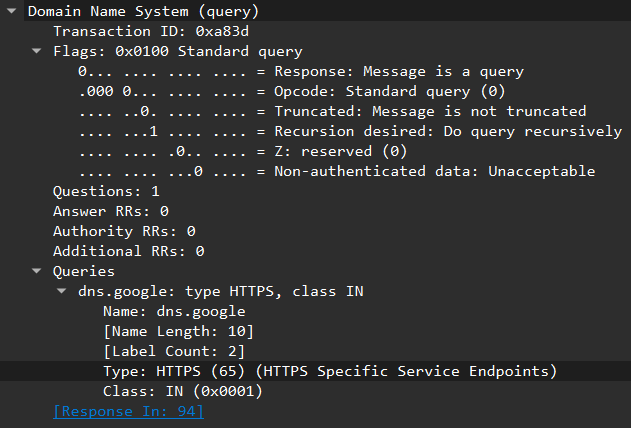 Domain Name System (query)
Transaction ID: 0xa83d
Flags: 0x0100 Standard query
0... .... .... .... = Response: Message is a query
.000 0... .... .... = Opcode: Standard query (0)
.... ..0. .... .... = Truncated: Message is not truncated
.... ...1 .... .... = Recursion desired: Do query recursively
.... .... .0.. .... = Z: reserved (0)
.... .... ...0 .... = Non-authenticated data: Unacceptable
Questions: 1
Answer RRs: 0
Authority RRs: 0
Additional RRs: 0
Queries
dns.google: type HTTPS, class IN
Name: dns.google
[Name Length: 10]
[Label Count: 2]
Type: HTTPS (65) (HTTPS Specific Service Endpoints)
Class: IN (0x0001)
[Response In: 94]